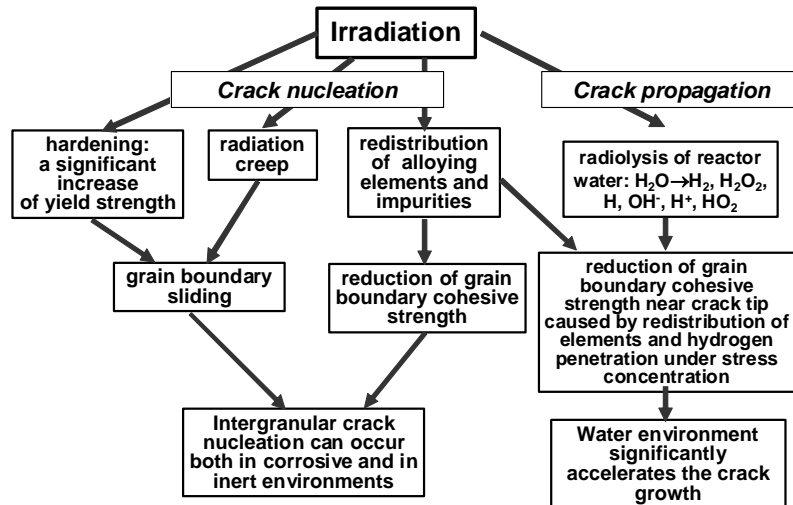 Irradiation
Crack nucleation
Crack propagation
hardening:
a significant
increase
of yield strength
radiation
creep
redistribution
of alloying
elements and
impurities
radiolysis of reactor
water: H₂O→H₂, H₂O₂,
H, OH⁻, H⁺, HO₂
grain boundary
sliding
reduction of grain
boundary cohesive
strength
reduction of grain
boundary cohesive
strength near crack tip
caused by redistribution of
elements and hydrogen
penetration under stress
concentration
Intergranular crack
nucleation can occur
both in corrosive and in
inert environments
Water environment
significantly
accelerates the crack
growth